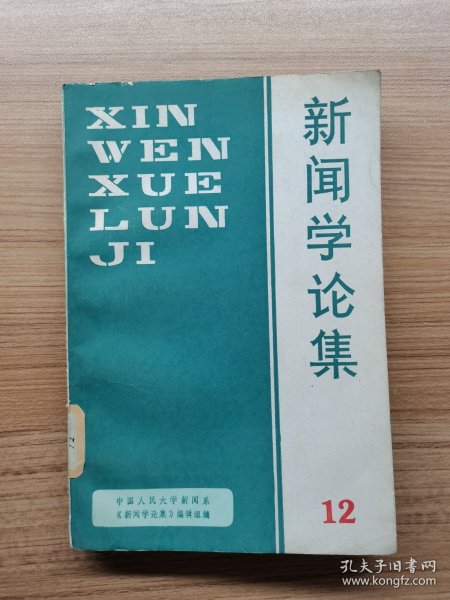 XIN
WEN
XUE
LUN
JI
新闻学论集
中国人民大学新闻系
《新闻学论集》编辑组编
12
12
孔夫子旧书网
www.kongfz.com